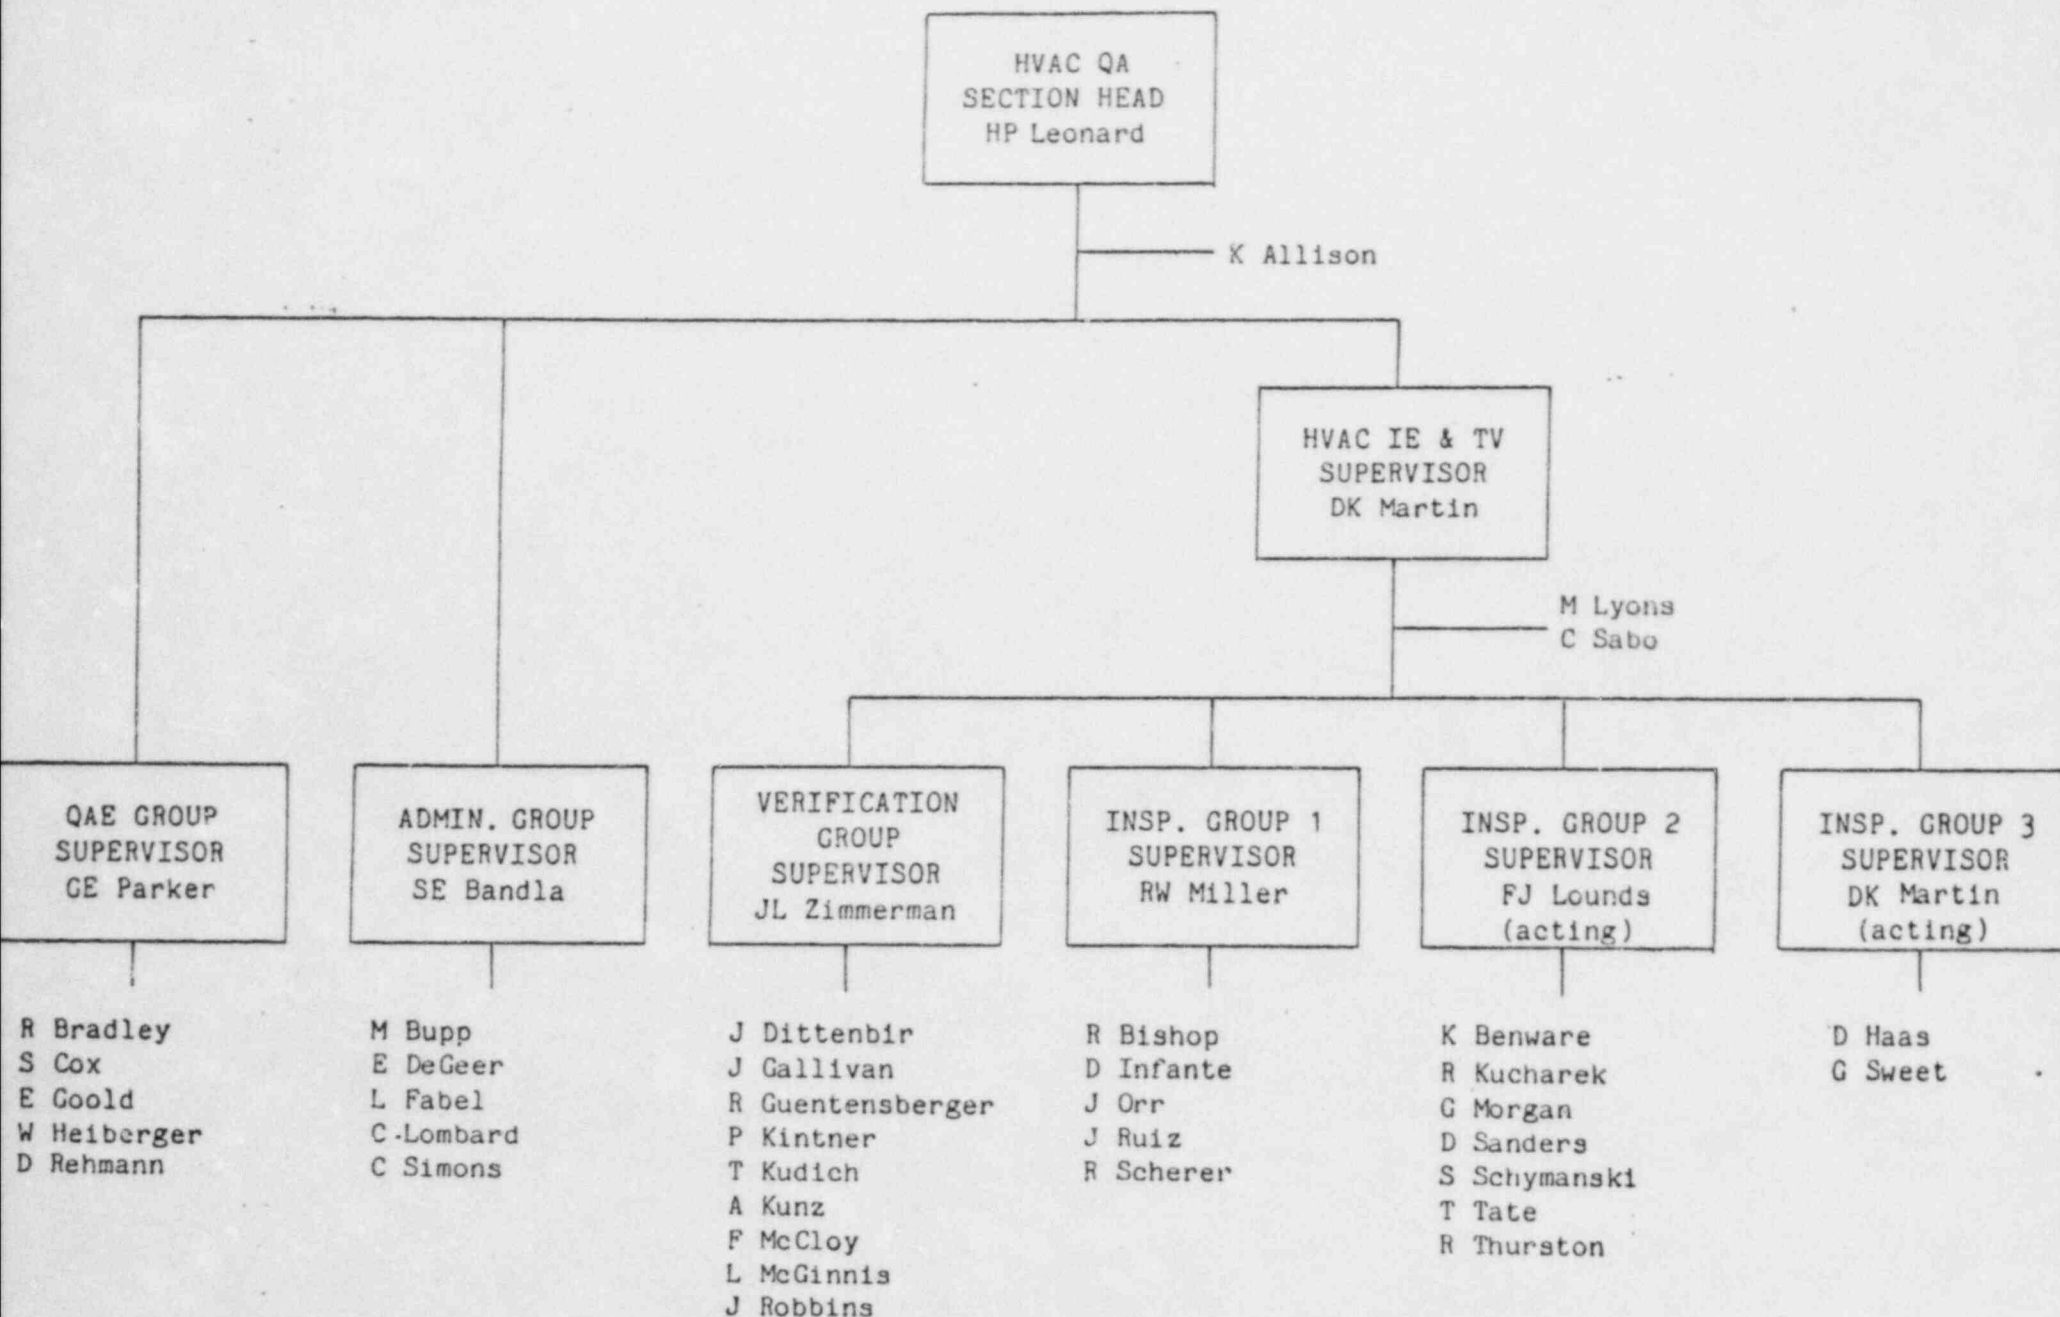 HVAC QA
SECTION HEAD
HP Leonard
K Allison
HVAC IE & TV
SUPERVISOR
DK Martin
M Lyons
C Sabo
QAE GROUP
SUPERVISOR
GE Parker
R Bradley
S Cox
E Goold
W Heiberger
D Rehmann
ADMIN. GROUP
SUPERVISOR
SE Bandla
M Bupp
E DeGeer
L Fabel
C Lombard
C Simons
VERIFICATION
GROUP
SUPERVISOR
JL Zimmerman
J Dittenbir
J Gallivan
R Guentensberger
P Kintner
T Kudich
A Kunz
F McCloy
L McGinnis
J Robbins
INSP. GROUP 1
SUPERVISOR
RW Miller
R Bishop
D Infante
J Orr
J Ruiz
R Scherer
INSP. GROUP 2
SUPERVISOR
FJ Lounds
(acting)
K Benware
R Kucharek
G Morgan
D Sanders
S Schymanski
T Tate
R Thurston
INSP. GROUP 3
SUPERVISOR
DK Martin
(acting)
D Haas
G Sweet